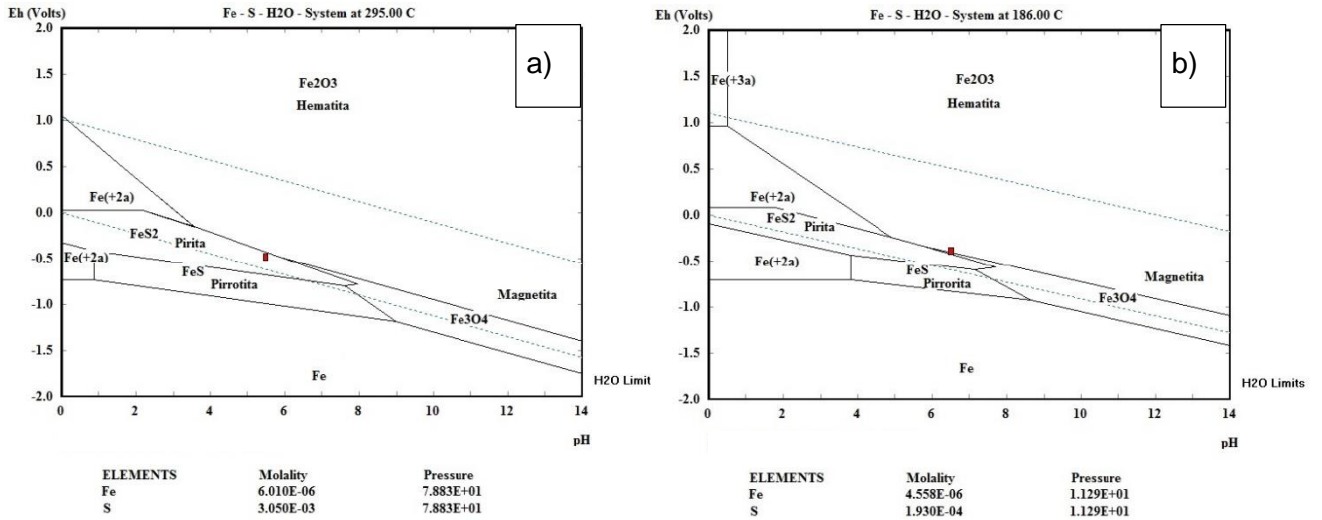 Eh (Volts) Fe - S - H2O - System at 295.00 C
a)
2.0
1.5
1.0
0.5
0.0
-0.5
-1.0
-1.5
-2.0
Fe2O3
Hematita
Fe(+2a)
FeS2
Pirita
Fe(+2a)
FeS
Pirrotita
Magnetita
Fe3O4
Fe
H2O Limit
0 2 4 6 8 10 12 14
pH
ELEMENTS Molality Pressure
Fe 6.010E-06 7.883E+01
S 3.050E-03 7.883E+01
Eh (Volts) Fe - S - H2O - System at 186.00 C
b)
2.0
1.5
1.0
0.5
0.0
-0.5
-1.0
-1.5
-2.0
Fe(+3a)
Fe2O3
Hematita
Fe(+2a)
FeS2
Pirita
Fe(+2a)
FeS
Pirrorita
Magnetita
Fe3O4
Fe
H2O Limits
0 2 4 6 8 10 12 14
pH
ELEMENTS Molality Pressure
Fe 4.558E-06 1.129E+01
S 1.930E-04 1.129E+01